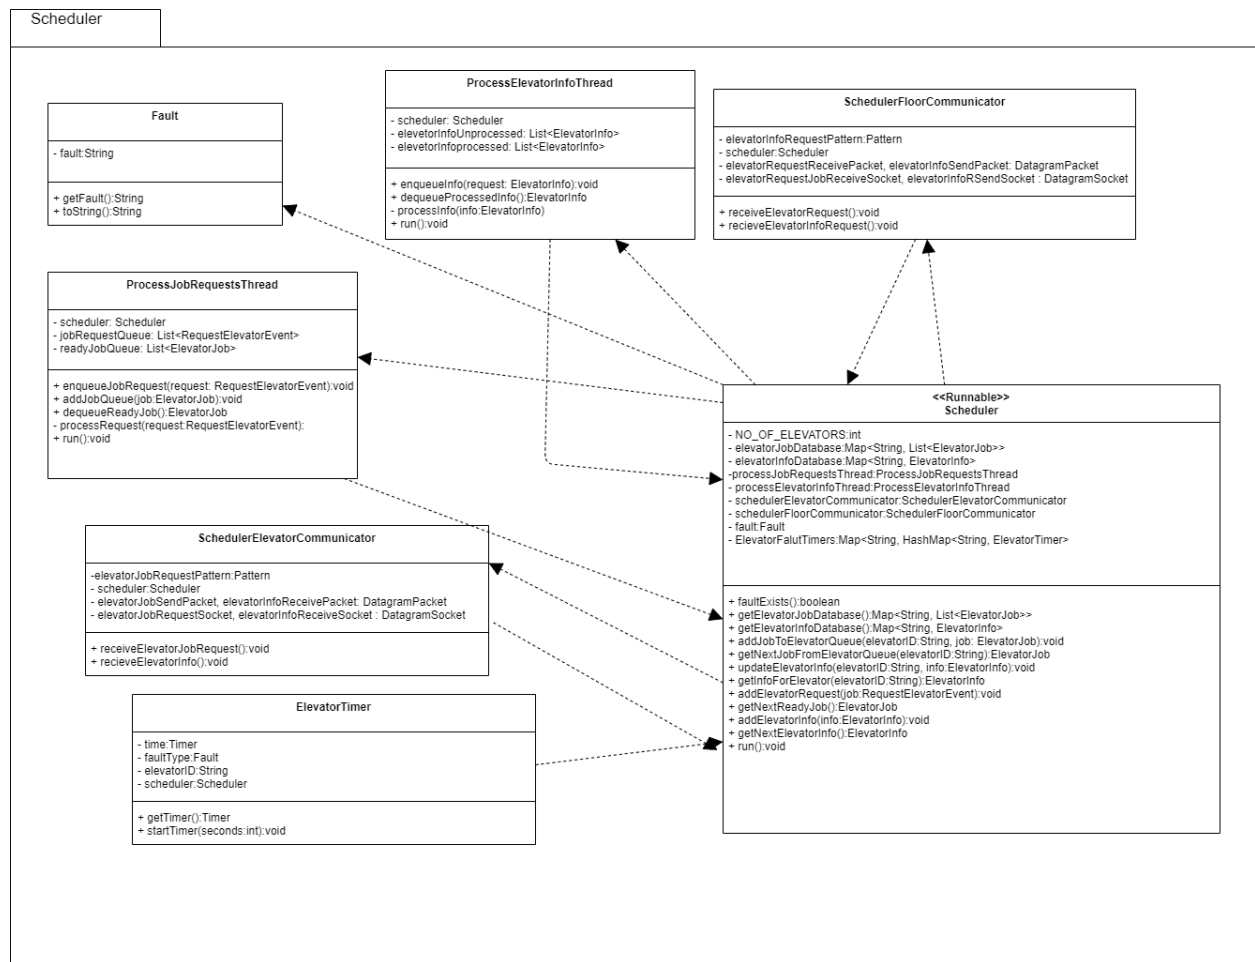 Scheduler
Fault
- fault:String
+ getFault():String
+ toString():String
ProcessElevatorInfoThread
- scheduler: Scheduler
- elevetorInfoUnprocessed: List<ElevatorInfo>
- elevetorInfoprocessed: List<ElevatorInfo>
+ enqueueInfo(request: ElevatorInfo):void
+ dequeueProcessedInfo():ElevatorInfo
- processInfo(info:ElevatorInfo)
+ run():void
SchedulerFloorCommunicator
- elevatorInfoRequestPattern:Pattern
- scheduler:Scheduler
- elevatorRequestReceivePacket, elevatorInfoSendPacket: DatagramPacket
- elevatorRequestJobReceiveSocket, elevatorInfoRSendSocket : DatagramSocket
+ receiveElevatorRequest():void
+ recieveElevatorInfoRequest():void
ProcessJobRequestsThread
- scheduler: Scheduler
- jobRequestQueue: List<RequestElevatorEvent>
- readyJobQueue: List<ElevatorJob>
+ enqueueJobRequest(request: RequestElevatorEvent):void
+ addJobQueue(job:ElevatorJob):void
+ dequeueReadyJob():ElevatorJob
- processRequest(request:RequestElevatorEvent):
+ run():void
<<Runnable>>
Scheduler
- NO_OF_ELEVATORS:int
- elevatorJobDatabase:Map<String, List<ElevatorJob>>
- elevatorInfoDatabase:Map<String, ElevatorInfo>
-processJobRequestsThread:ProcessJobRequestsThread
- processElevatorInfoThread:ProcessElevatorInfoThread
- schedulerElevatorCommunicator:SchedulerElevatorCommunicator
- schedulerFloorCommunicator:SchedulerFloorCommunicator
- fault:Fault
- ElevatorFalutTimers:Map<String, HashMap<String, ElevatorTimer>
+ faultExists():boolean
+ getElevatorJobDatabase():Map<String, List<ElevatorJob>>
+ getElevatorInfoDatabase():Map<String, ElevatorInfo>
+ addJobToElevatorQueue(elevatorID:String, job: ElevatorJob):void
+ getNextJobFromElevatorQueue(elevatorID:String):ElevatorJob
+ updateElevatorInfo(elevatorID:String, info:ElevatorInfo):void
+ getInfoForElevator(elevatorID:String):ElevatorInfo
+ addElevatorRequest(job:RequestElevatorEvent):void
+ getNextReadyJob():ElevatorJob
+ addElevatorInfo(info:ElevatorInfo):void
+ getNextElevatorInfo():ElevatorInfo
+ run():void
SchedulerElevatorCommunicator
-elevatorJobRequestPattern:Pattern
- scheduler:Scheduler
- elevatorJobSendPacket, elevatorInfoReceivePacket: DatagramPacket
- elevatorJobRequestSocket, elevatorInfoReceiveSocket : DatagramSocket
+ receiveElevatorJobRequest():void
+ recieveElevatorInfo():void
ElevatorTimer
- time:Timer
- faultType:Fault
- elevatorID:String
- scheduler:Scheduler
+ getTimer():Timer
+ startTimer(seconds:int):void